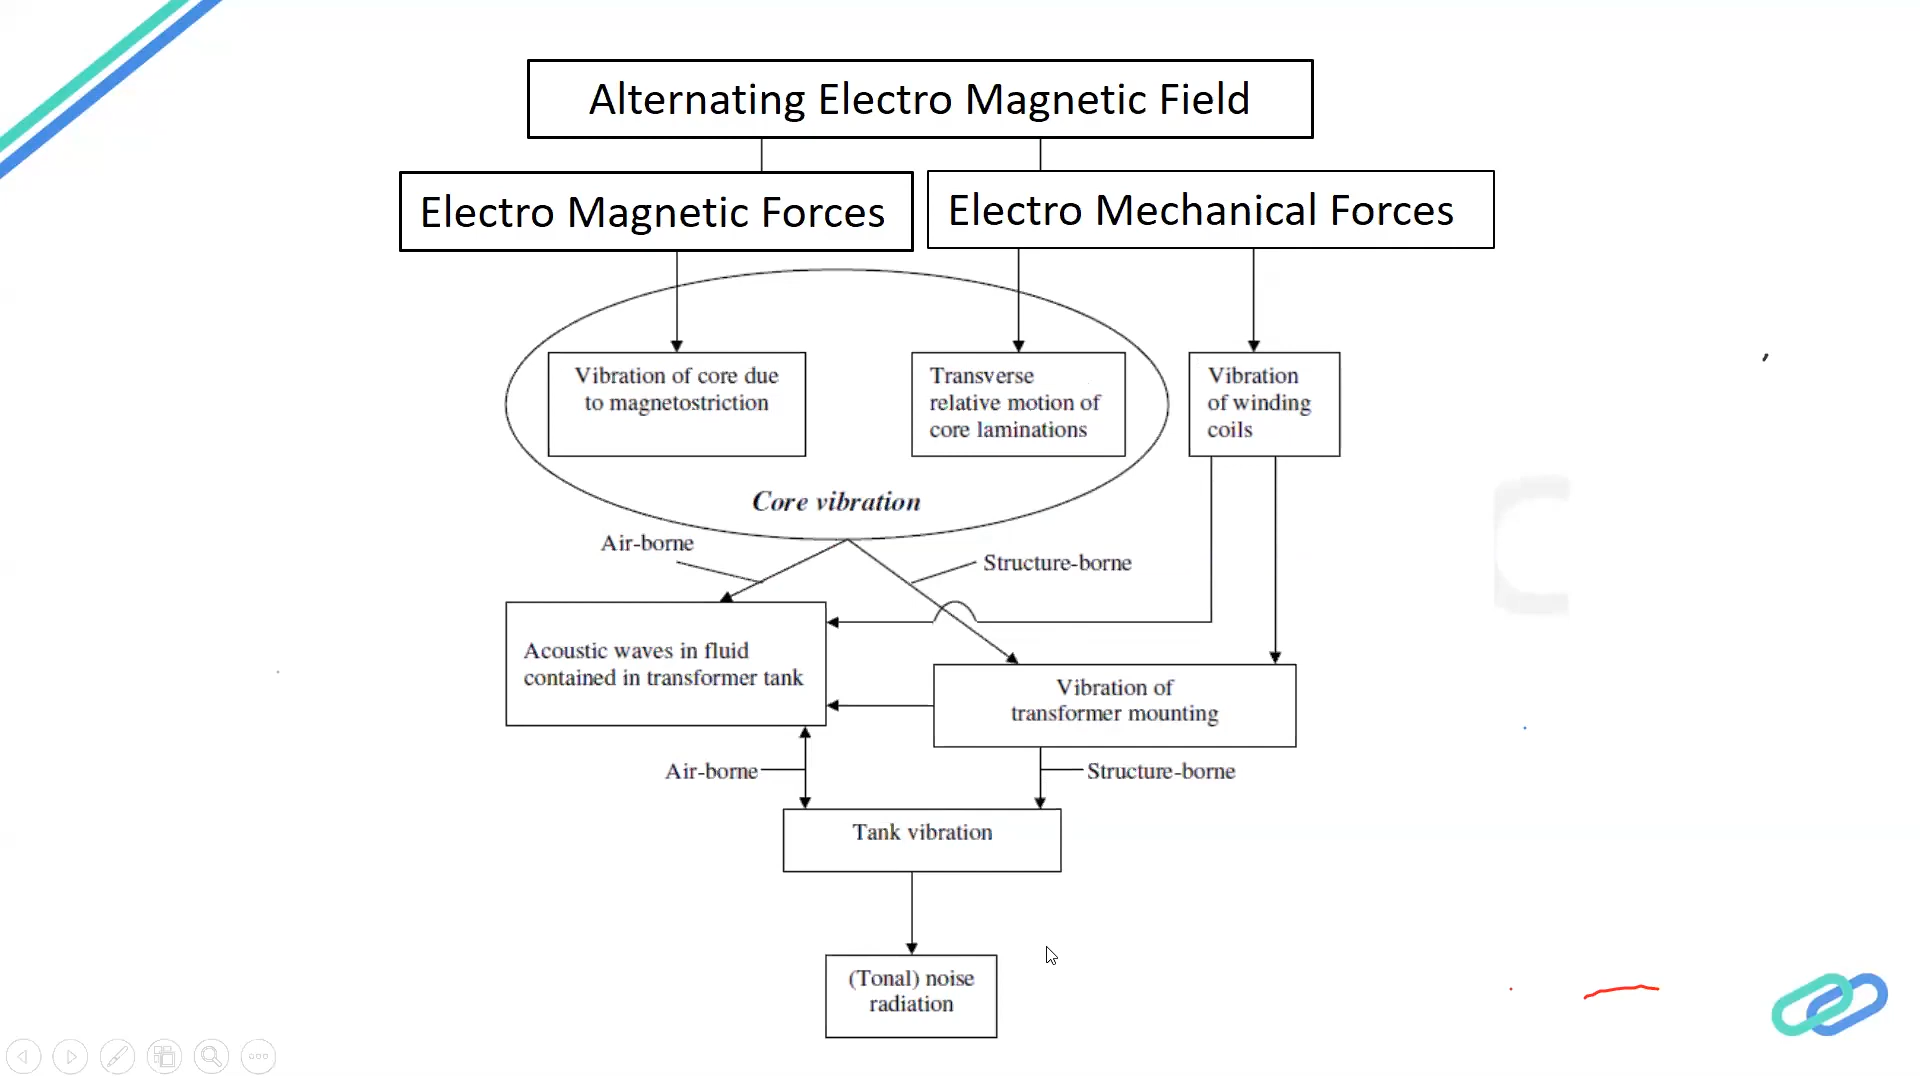 Alternating Electro Magnetic Field
Electro Magnetic Forces
Electro Mechanical Forces
Vibration of core due
to magnetostriction
Transverse
relative motion of
core laminations
Vibration
of winding
coils
Core vibration
Air-borne
Structure-borne
Acoustic waves in fluid
contained in transformer tank
Vibration of
transformer mounting
Air-borne
Structure-borne
Tank vibration
(Tonal) noise
radiation